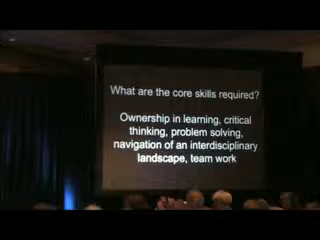 What are the core skills required?
Ownership in learning, critical
thinking, problem solving,
navigation of an interdisciplinary
landscape, team work